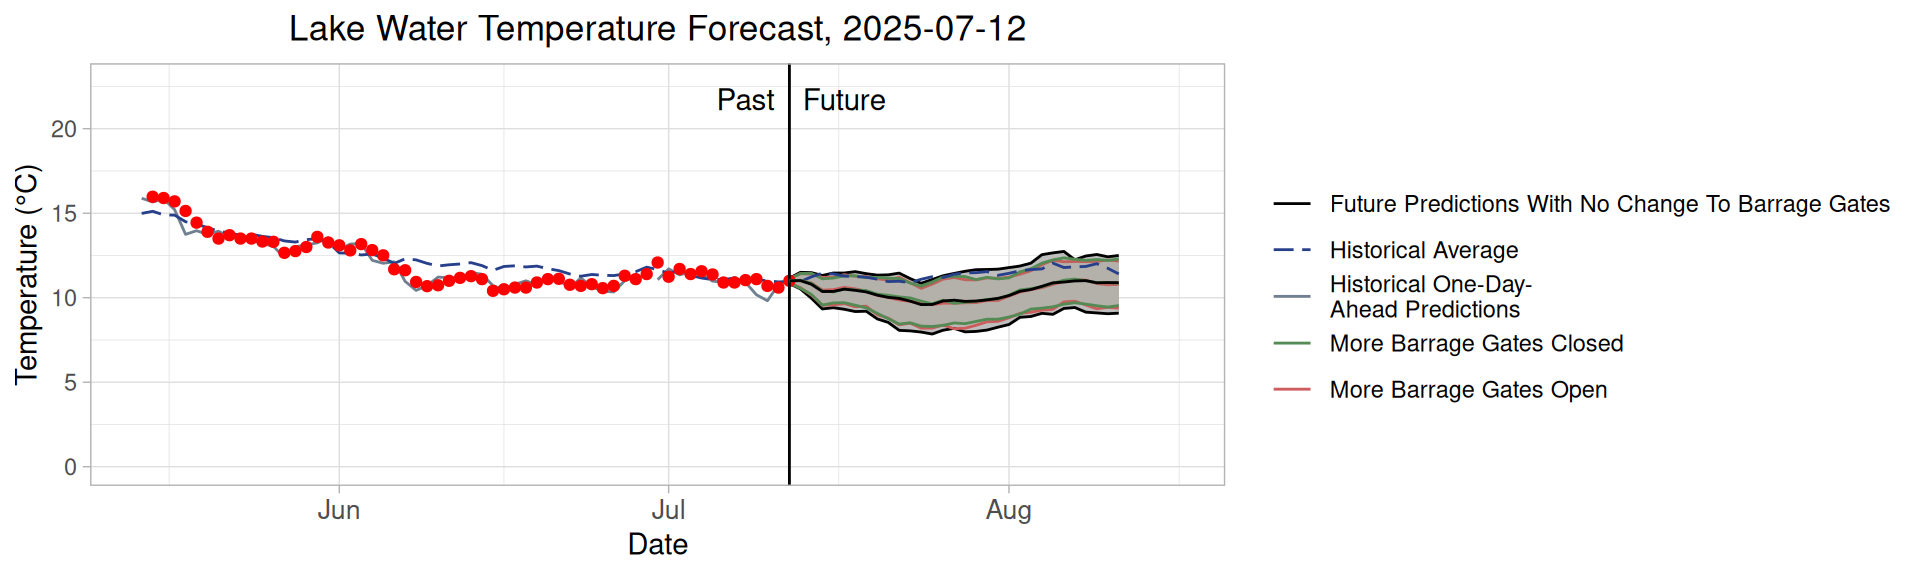 Lake Water Temperature Forecast, 2025-07-12
Past
Future
20
15
10
5
0
Temperature (°C)
Jun
Jul
Aug
Date
Future Predictions With No Change To Barrage Gates
Historical Average
Historical One-Day-
Ahead Predictions
More Barrage Gates Closed
More Barrage Gates Open